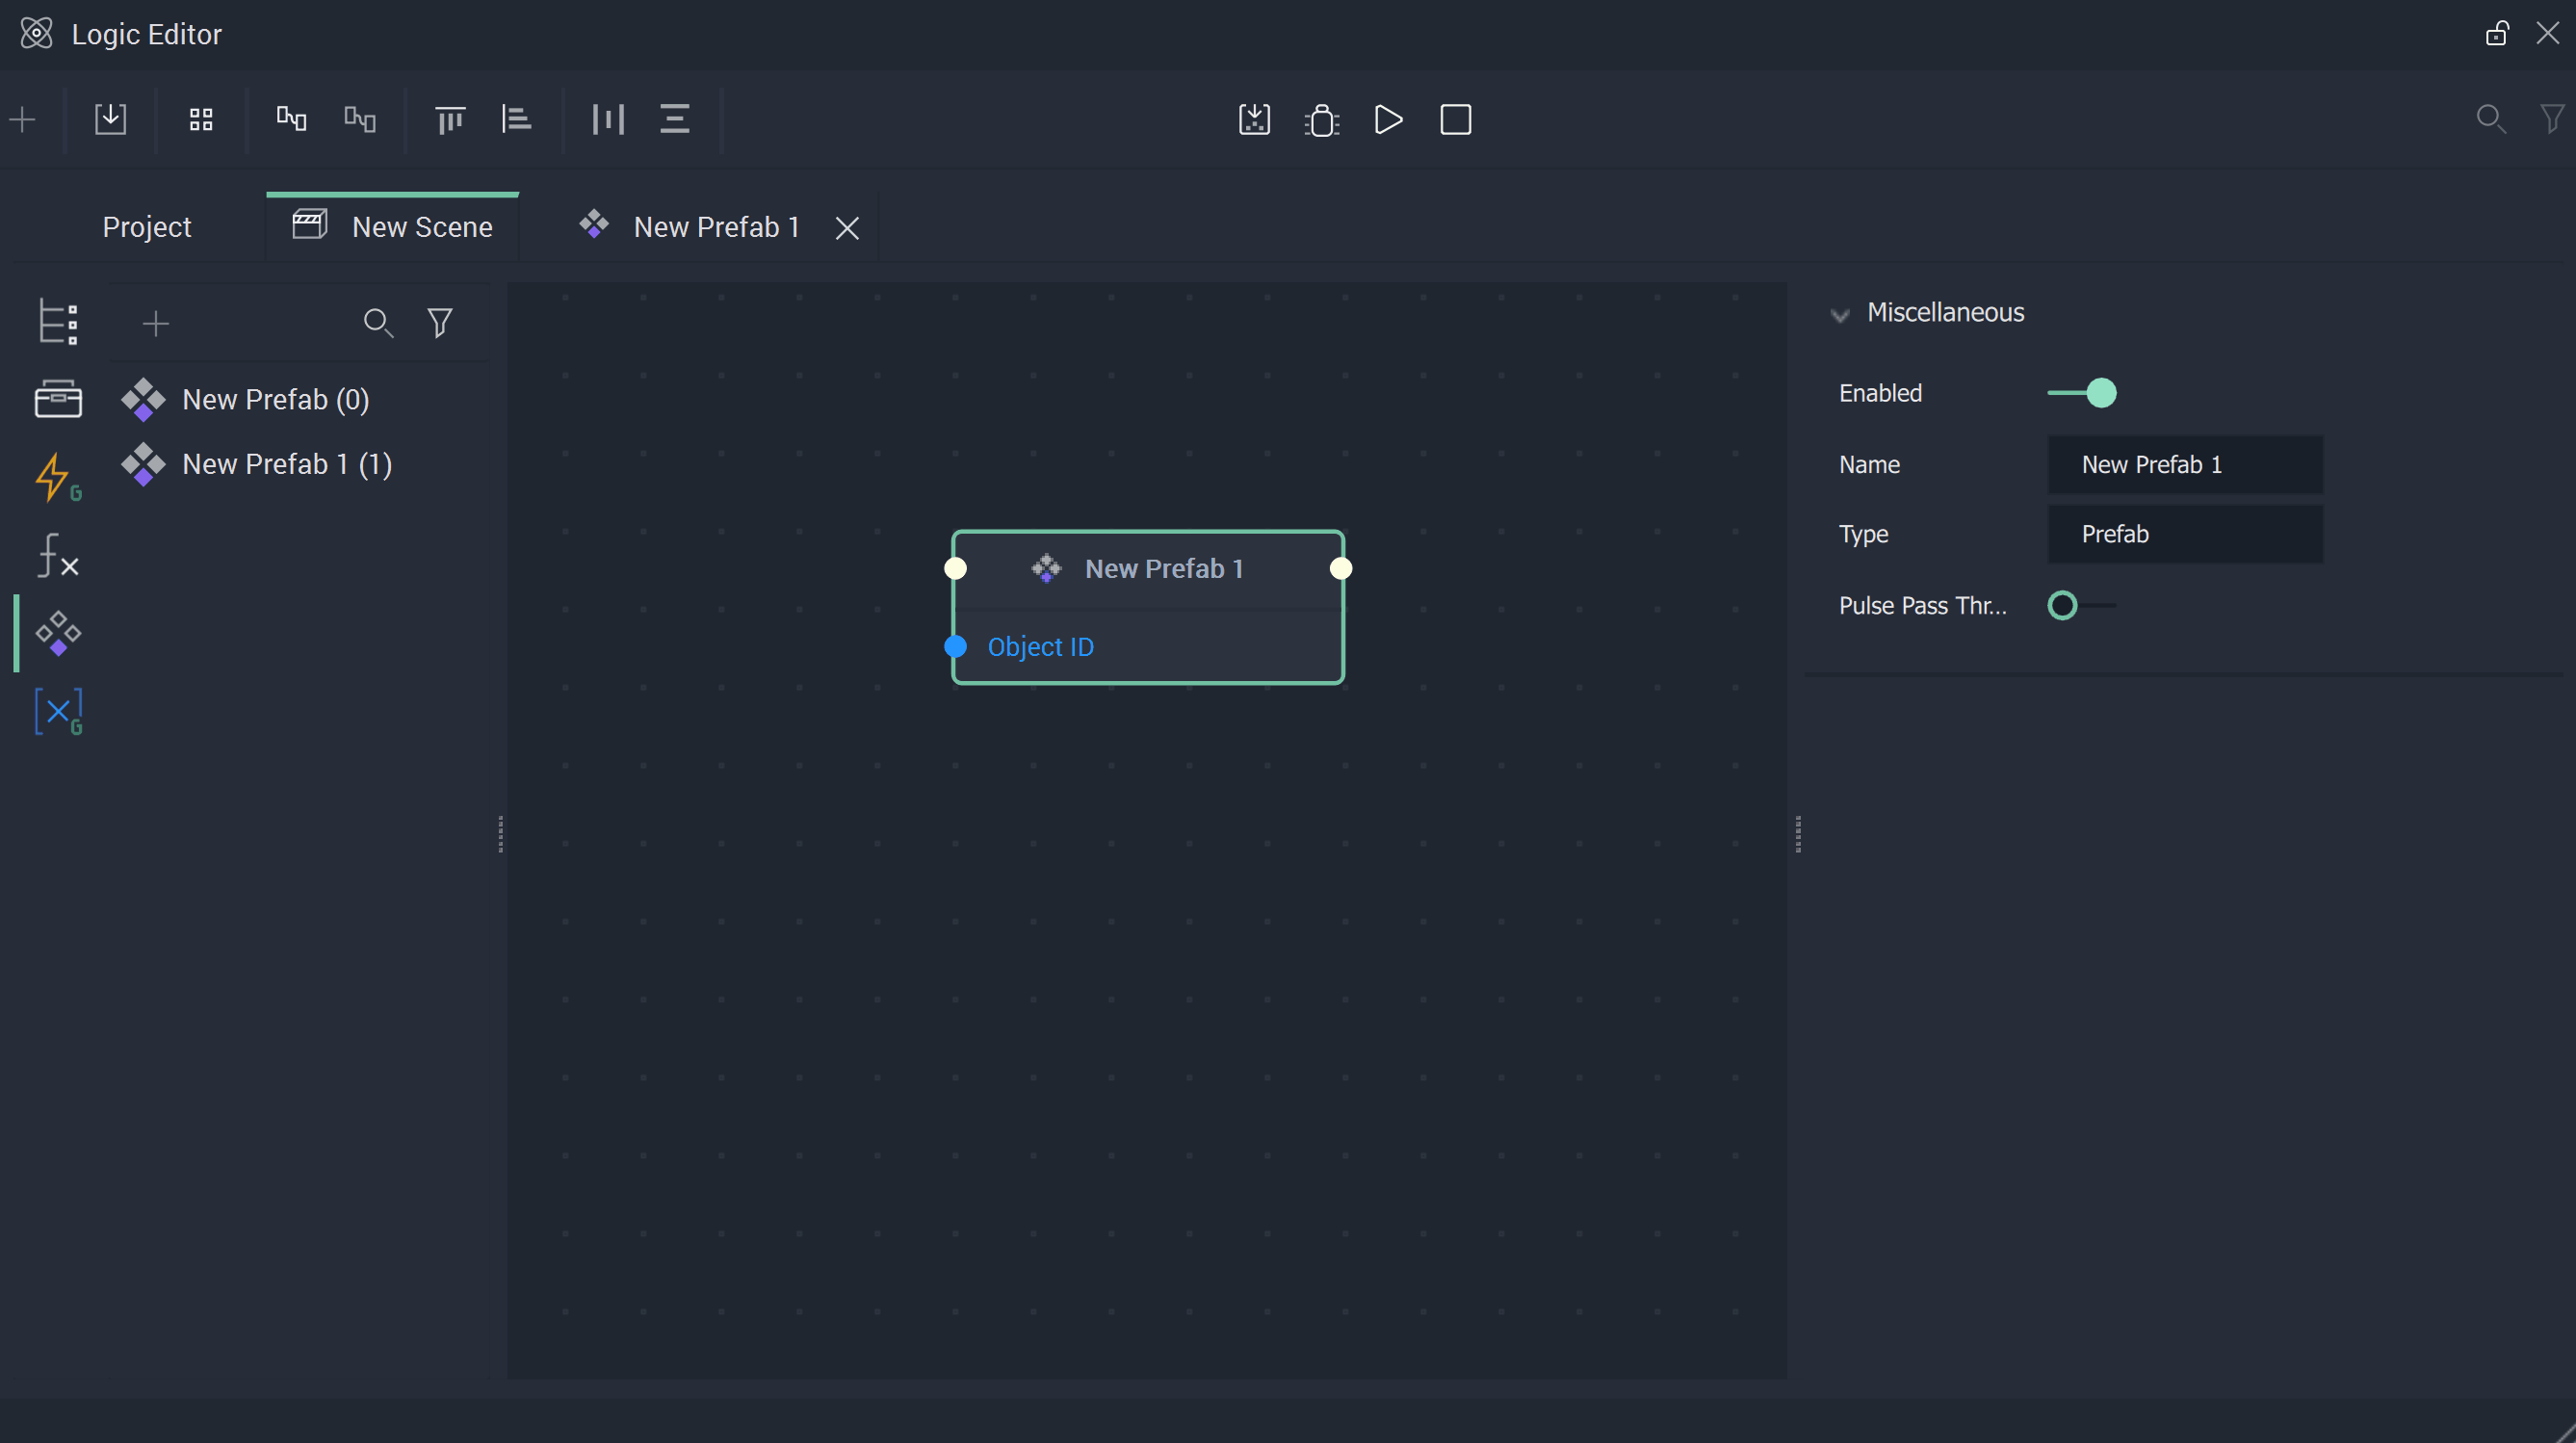 Logic Editor
Project
New Scene
New Prefab 1
New Prefab (0)
New Prefab 1 (1)
G
G
New Prefab 1
Object ID
Miscellaneous
Enabled
Name
New Prefab 1
Type
Prefab
Pulse Pass Thr...